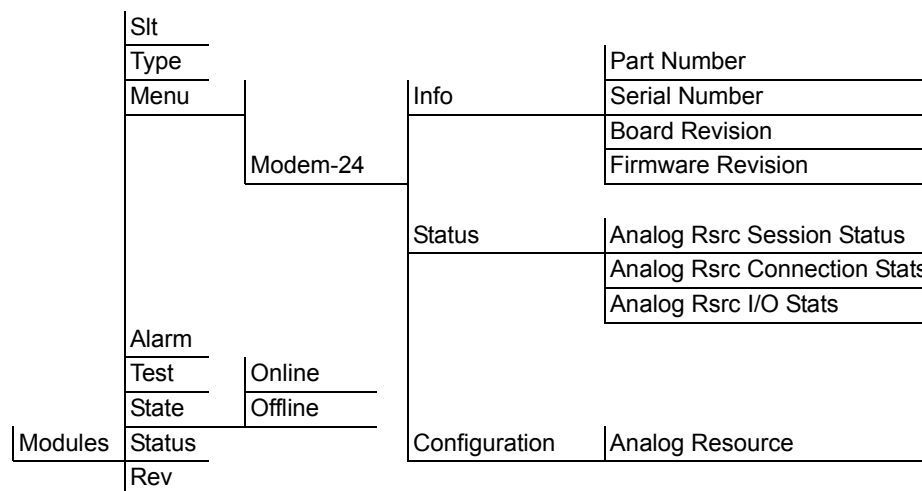 Slt
Type Part Number
Menu Info Serial Number
Board Revision
Modem-24 Firmware Revision
Status Analog Rsrc Session Status
Analog Rsrc Connection Stats
Analog Rsrc I/O Stats
Alarm
Test Online
State Offline
Modules Status Configuration Analog Resource
Rev